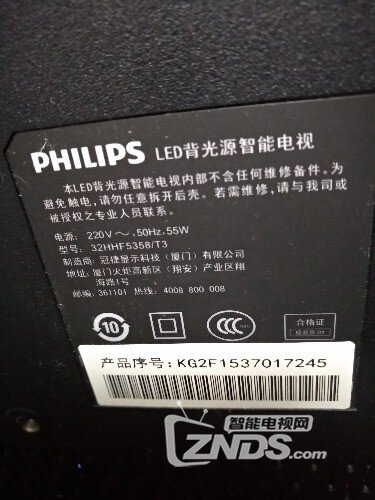 PHILIPS LED背光源智能电视
本LED背光源智能电视内部不含任何维修备件。为
避免触电,请勿任意拆开后壳。若需维修,请与我司或
被授权之专业人员联系。
电源: 220V～,50Hz,55W
型号: 32HHF5358/T3
制造商: 冠捷显示科技(厦门)有限公司
地址: 厦门火炬高新区(翔安)产业区翔
海路1号
邮编: 361101 热线: 4008 800 008
10
CCC
合格证
检验员 01
产品序号: KG2F1537017245
智能电视网
ZNDS.com